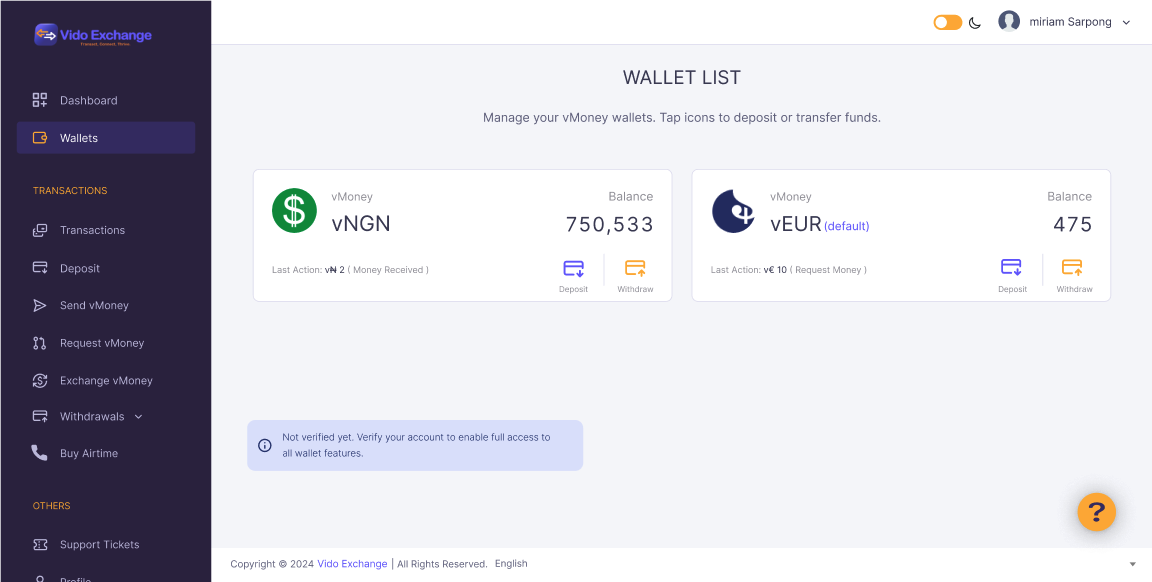 Vido Exchange
miriam Sarpong
Dashboard
Wallets
TRANSACTIONS
Transactions
Deposit
Send vMoney
Request vMoney
Exchange vMoney
Withdrawals
Buy Airtime
OTHERS
Support Tickets
Profile
WALLET LIST
Manage your vMoney wallets. Tap icons to deposit or transfer funds.
vMoney Balance
vNGN 750,533
Last Action: v₦ 2 ( Money Received )
Deposit Withdraw
vMoney Balance
vEUR (default) 475
Last Action: v€ 10 ( Request Money )
Deposit Withdraw
Not verified yet. Verify your account to enable full access to
all wallet features.
?
Copyright © 2024 Vido Exchange | All Rights Reserved. English